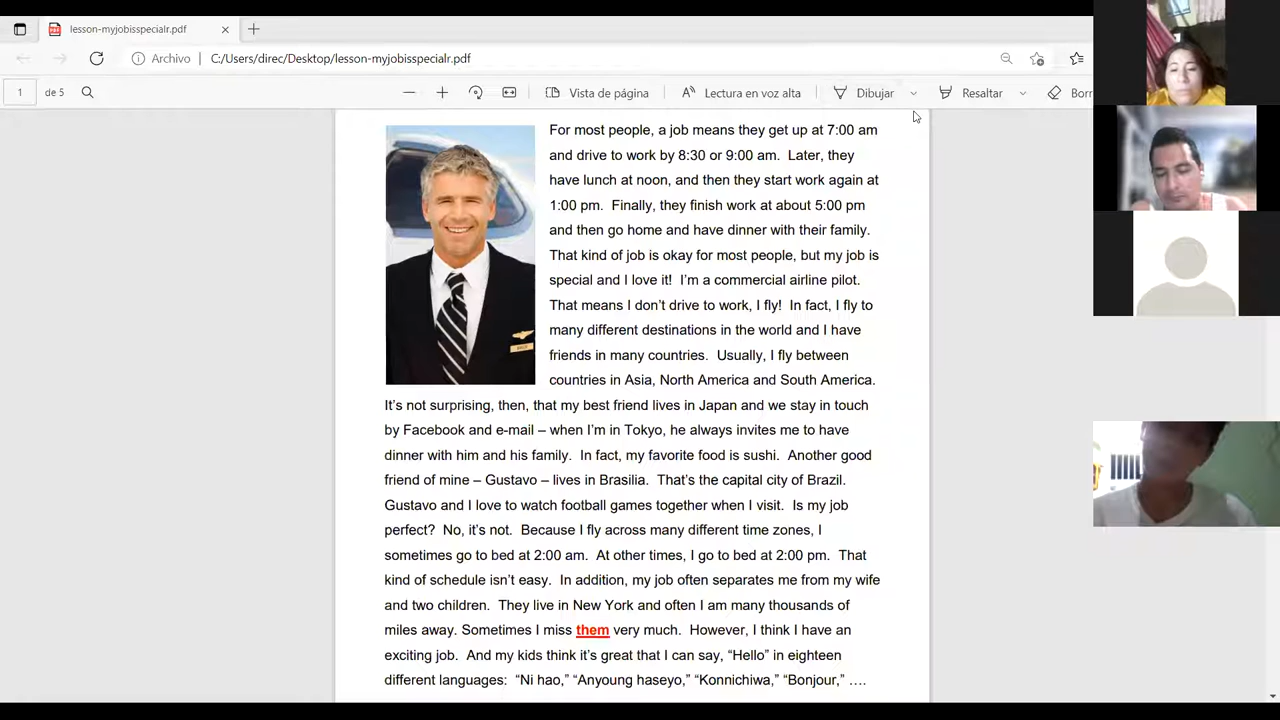 lesson-myjobisspecialr.pdf
Archivo C:/Users/direc/Desktop/lesson-myjobisspecialr.pdf
1 de 5 Vista de página Lectura en voz alta Dibujar Resaltar Borr
For most people, a job means they get up at 7:00 am
and drive to work by 8:30 or 9:00 am. Later, they
have lunch at noon, and then they start work again at
1:00 pm. Finally, they finish work at about 5:00 pm
and then go home and have dinner with their family.
That kind of job is okay for most people, but my job is
special and I love it! I'm a commercial airline pilot.
That means I don't drive to work, I fly! In fact, I fly to
many different destinations in the world and I have
friends in many countries. Usually, I fly between
countries in Asia, North America and South America.
It's not surprising, then, that my best friend lives in Japan and we stay in touch
by Facebook and e-mail – when I'm in Tokyo, he always invites me to have
dinner with him and his family. In fact, my favorite food is sushi. Another good
friend of mine – Gustavo – lives in Brasilia. That's the capital city of Brazil.
Gustavo and I love to watch football games together when I visit. Is my job
perfect? No, it's not. Because I fly across many different time zones, I
sometimes go to bed at 2:00 am. At other times, I go to bed at 2:00 pm. That
kind of schedule isn't easy. In addition, my job often separates me from my wife
and two children. They live in New York and often I am many thousands of
miles away. Sometimes I miss them very much. However, I think I have an
exciting job. And my kids think it's great that I can say, “Hello” in eighteen
different languages: “Ni hao,” “Anyoung haseyo,” “Konnichiwa,” “Bonjour,” ….